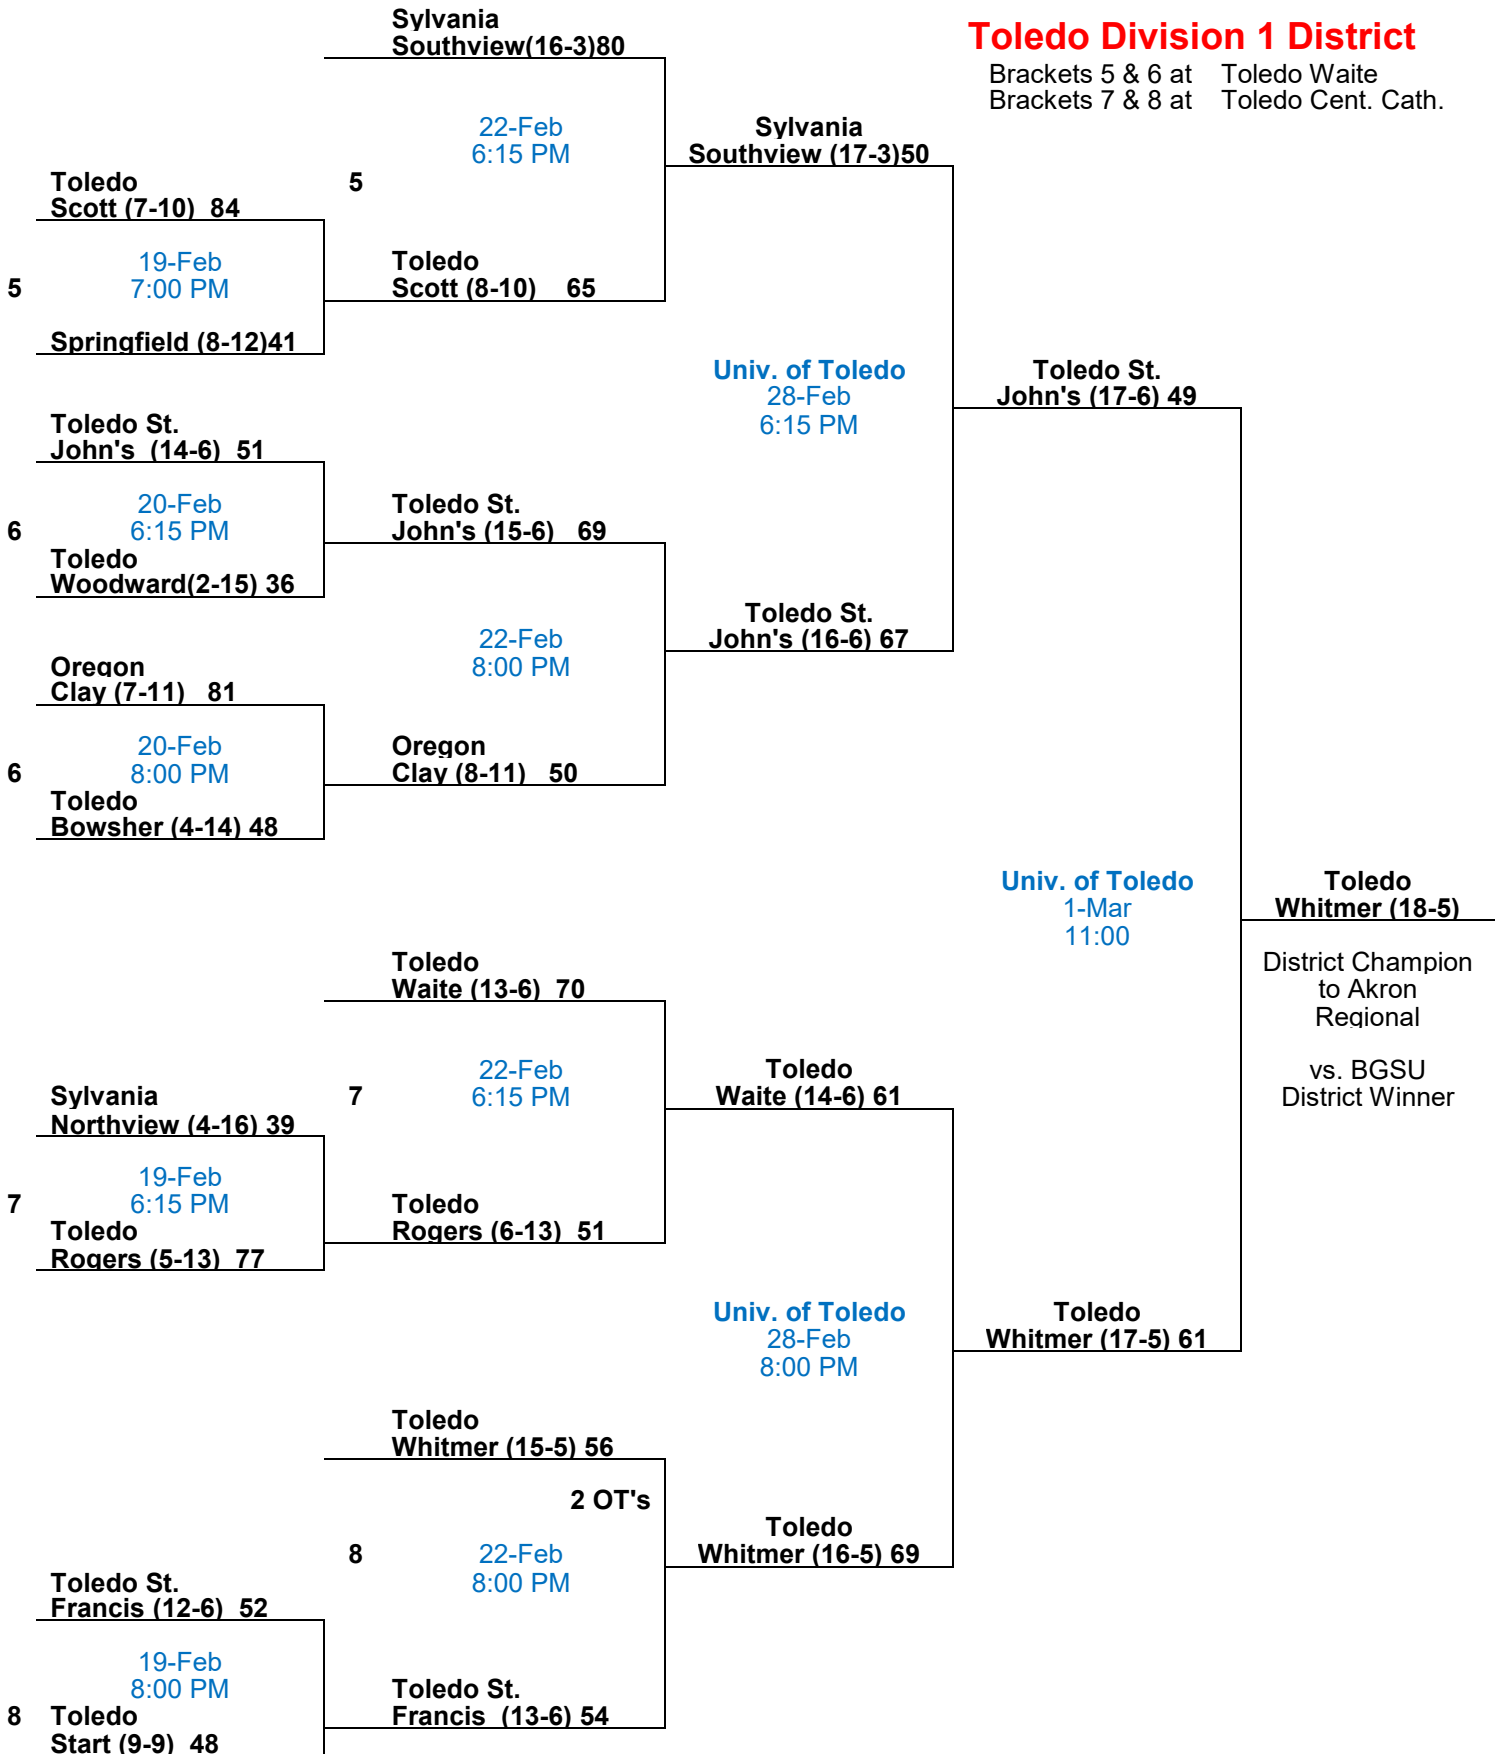 Toledo Division 1 District
Brackets 5 & 6 at Toledo Waite
Brackets 7 & 8 at Toledo Cent. Cath.
Sylvania
Southview(16-3)80
22-Feb
6:15 PM
5
Sylvania
Southview (17-3)50
Toledo
Scott (7-10) 84
19-Feb
7:00 PM
5
Springfield (8-12)41
Toledo
Scott (8-10) 65
Univ. of Toledo
28-Feb
6:15 PM
Toledo St.
John's (17-6) 49
Toledo St.
John's (14-6) 51
20-Feb
6:15 PM
6
Toledo
Woodward(2-15) 36
Toledo St.
John's (15-6) 69
22-Feb
8:00 PM
Toledo St.
John's (16-6) 67
Oregon
Clay (7-11) 81
20-Feb
8:00 PM
6
Toledo
Bowsher (4-14) 48
Oregon
Clay (8-11) 50
Univ. of Toledo
1-Mar
11:00
Toledo
Whitmer (18-5)
District Champion
to Akron
Regional
vs. BGSU
District Winner
Toledo
Waite (13-6) 70
22-Feb
6:15 PM
7
Toledo
Waite (14-6) 61
Sylvania
Northview (4-16) 39
19-Feb
6:15 PM
7
Toledo
Rogers (5-13) 77
Toledo
Rogers (6-13) 51
Univ. of Toledo
28-Feb
8:00 PM
Toledo
Whitmer (17-5) 61
Toledo
Whitmer (15-5) 56
2 OT's
8
22-Feb
8:00 PM
Toledo
Whitmer (16-5) 69
Toledo St.
Francis (12-6) 52
19-Feb
8:00 PM
8
Toledo
Start (9-9) 48
Toledo St.
Francis (13-6) 54